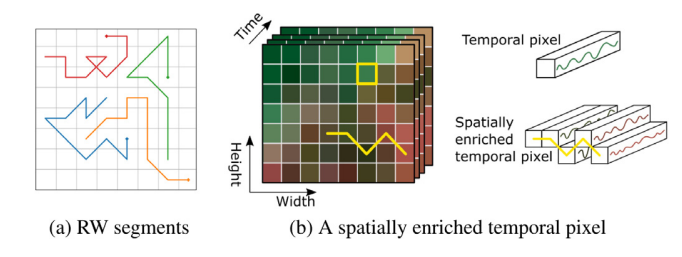 Time
Height
Width
Temporal pixel
Spatially
enriched
temporal pixel
(a) RW segments
(b) A spatially enriched temporal pixel